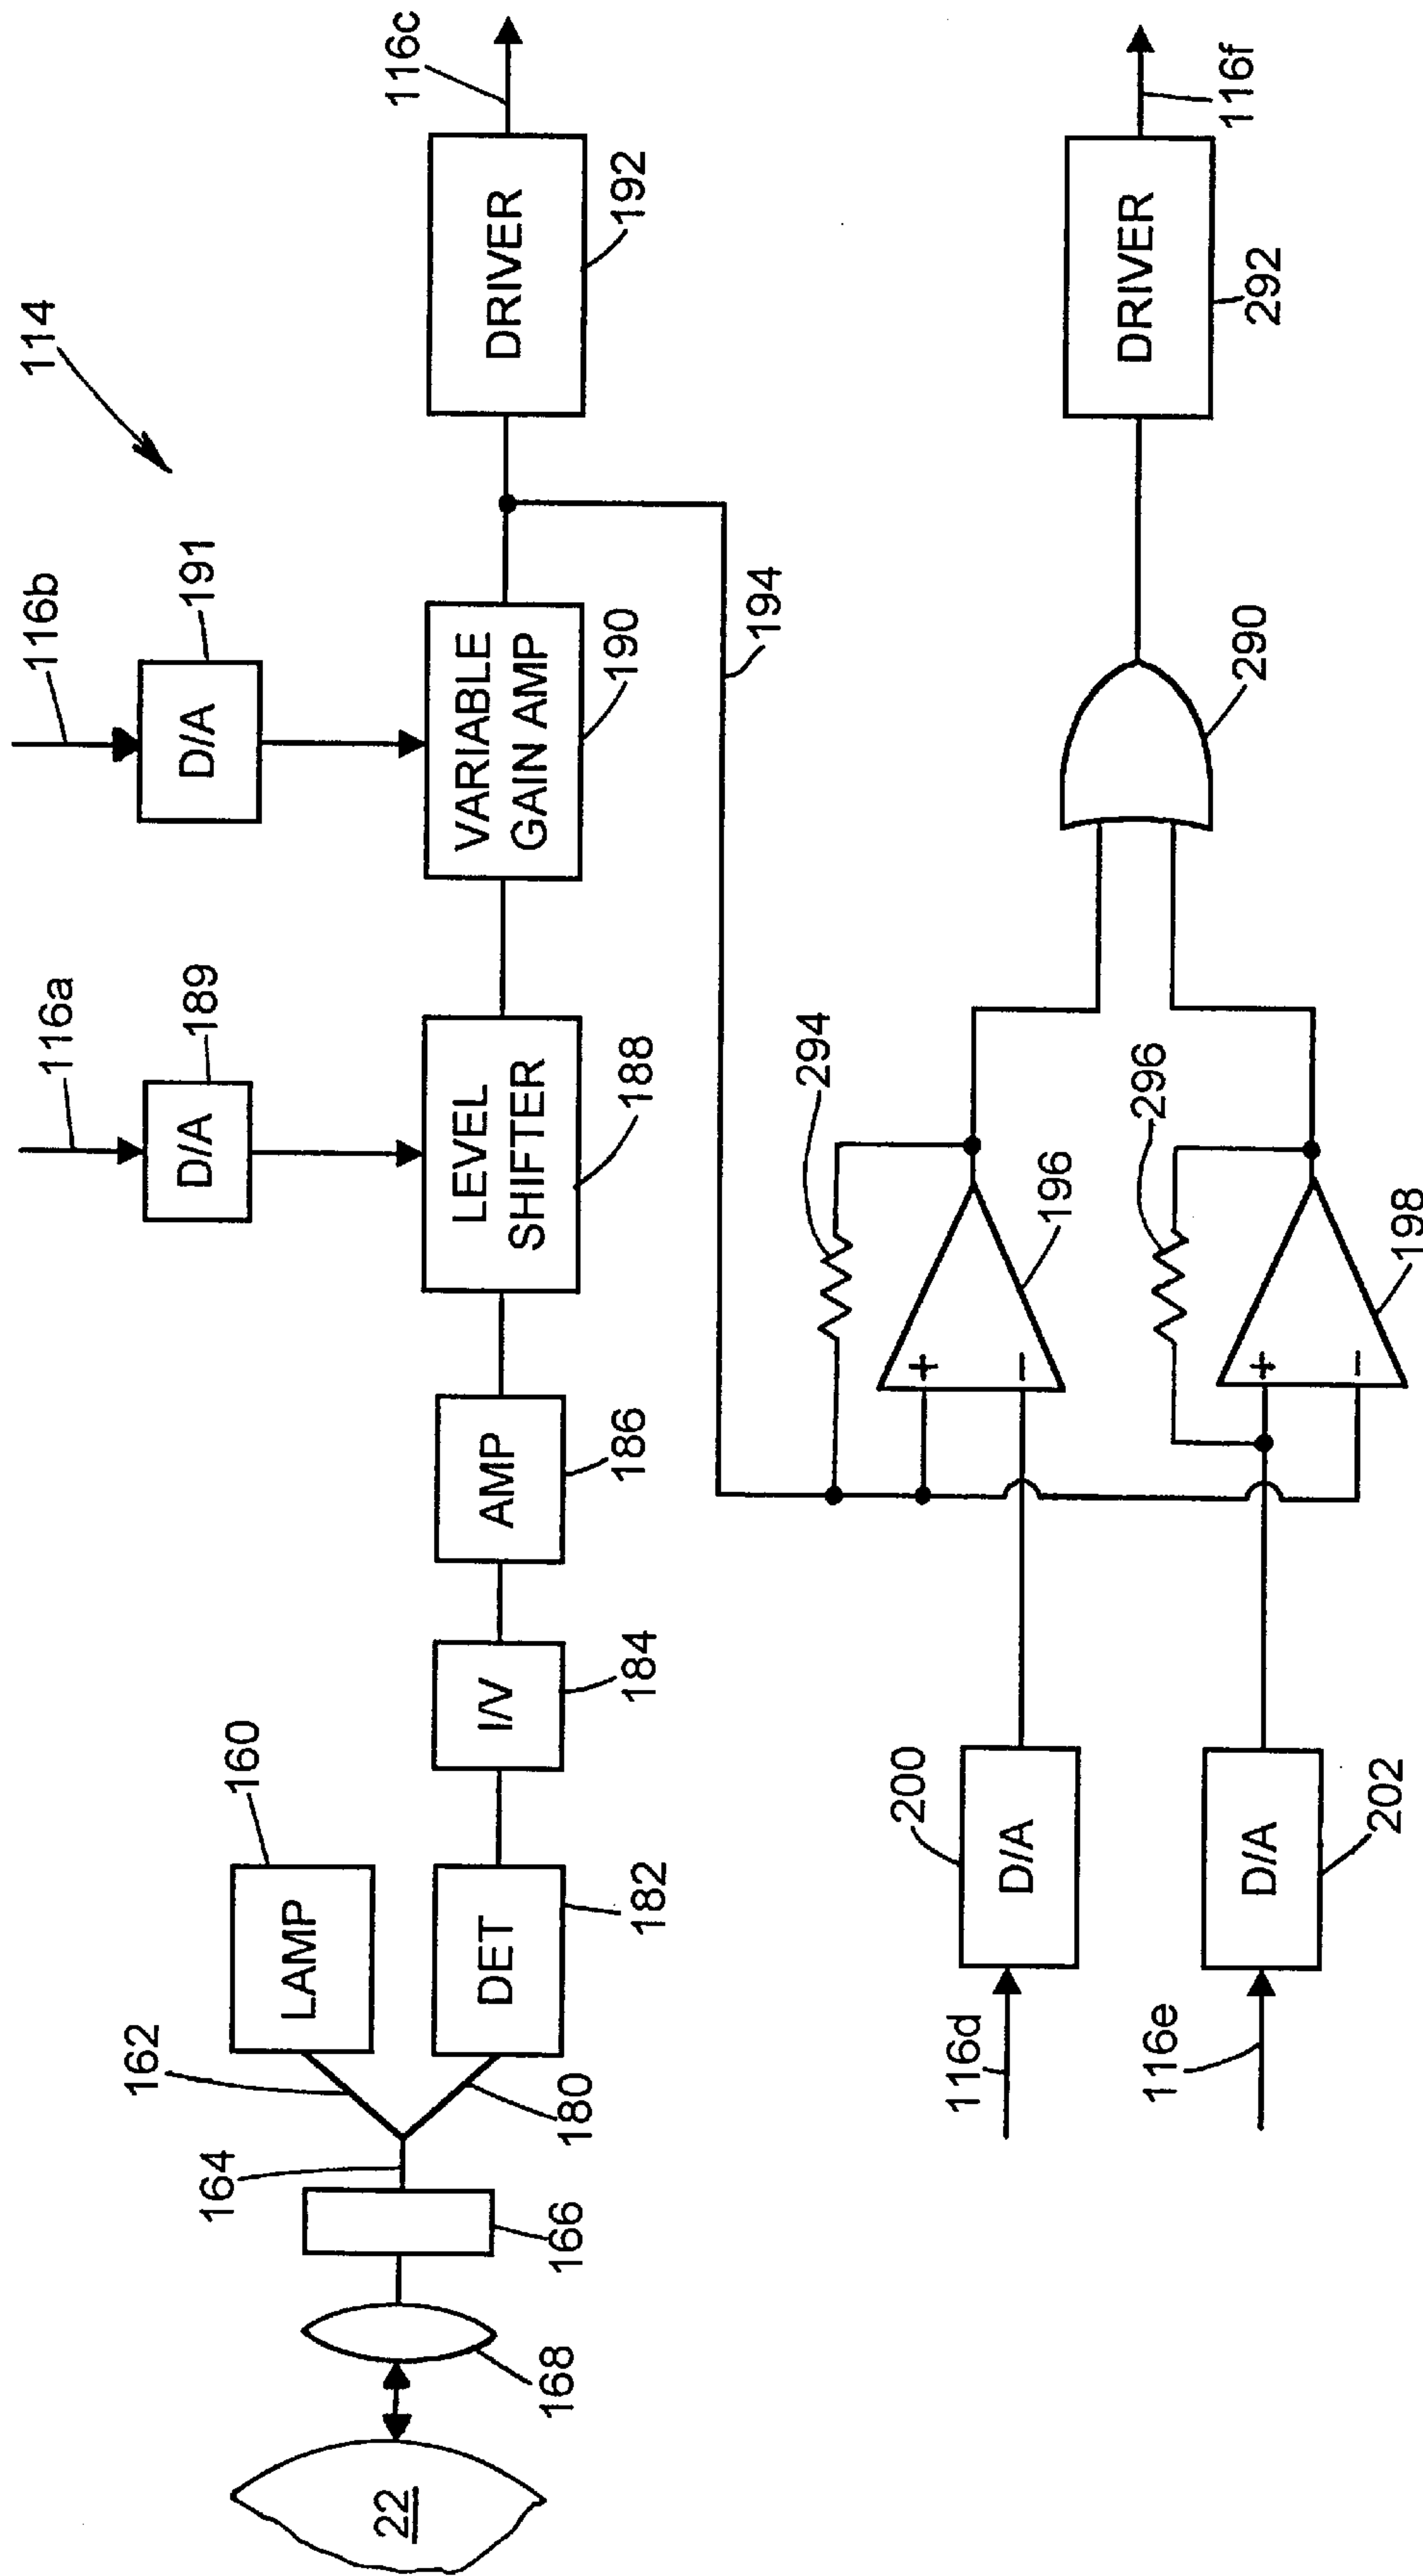 114
116a
116b
D/A
189
D/A
191
22
168
166
164
162
LAMP
160
180
DET
182
I/V
184
AMP
186
LEVEL
SHIFTER
188
VARIABLE
GAIN AMP
190
DRIVER
192
116c
194
116d
D/A
200
116e
D/A
202
294
+
-
196
296
+
-
198
290
DRIVER
292
116f